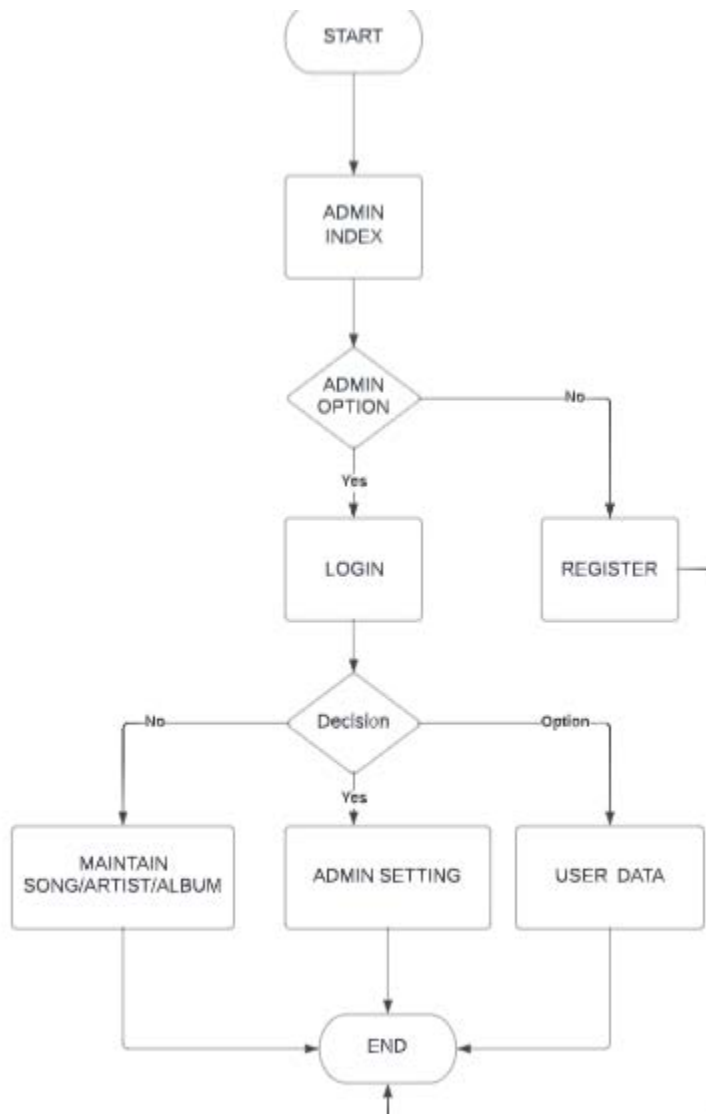 START
ADMIN
INDEX
ADMIN
OPTION
No
Yes
LOGIN
REGISTER
No
Decision
Option
Yes
MAINTAIN
SONG/ARTIST/ALBUM
ADMIN SETTING
USER DATA
END